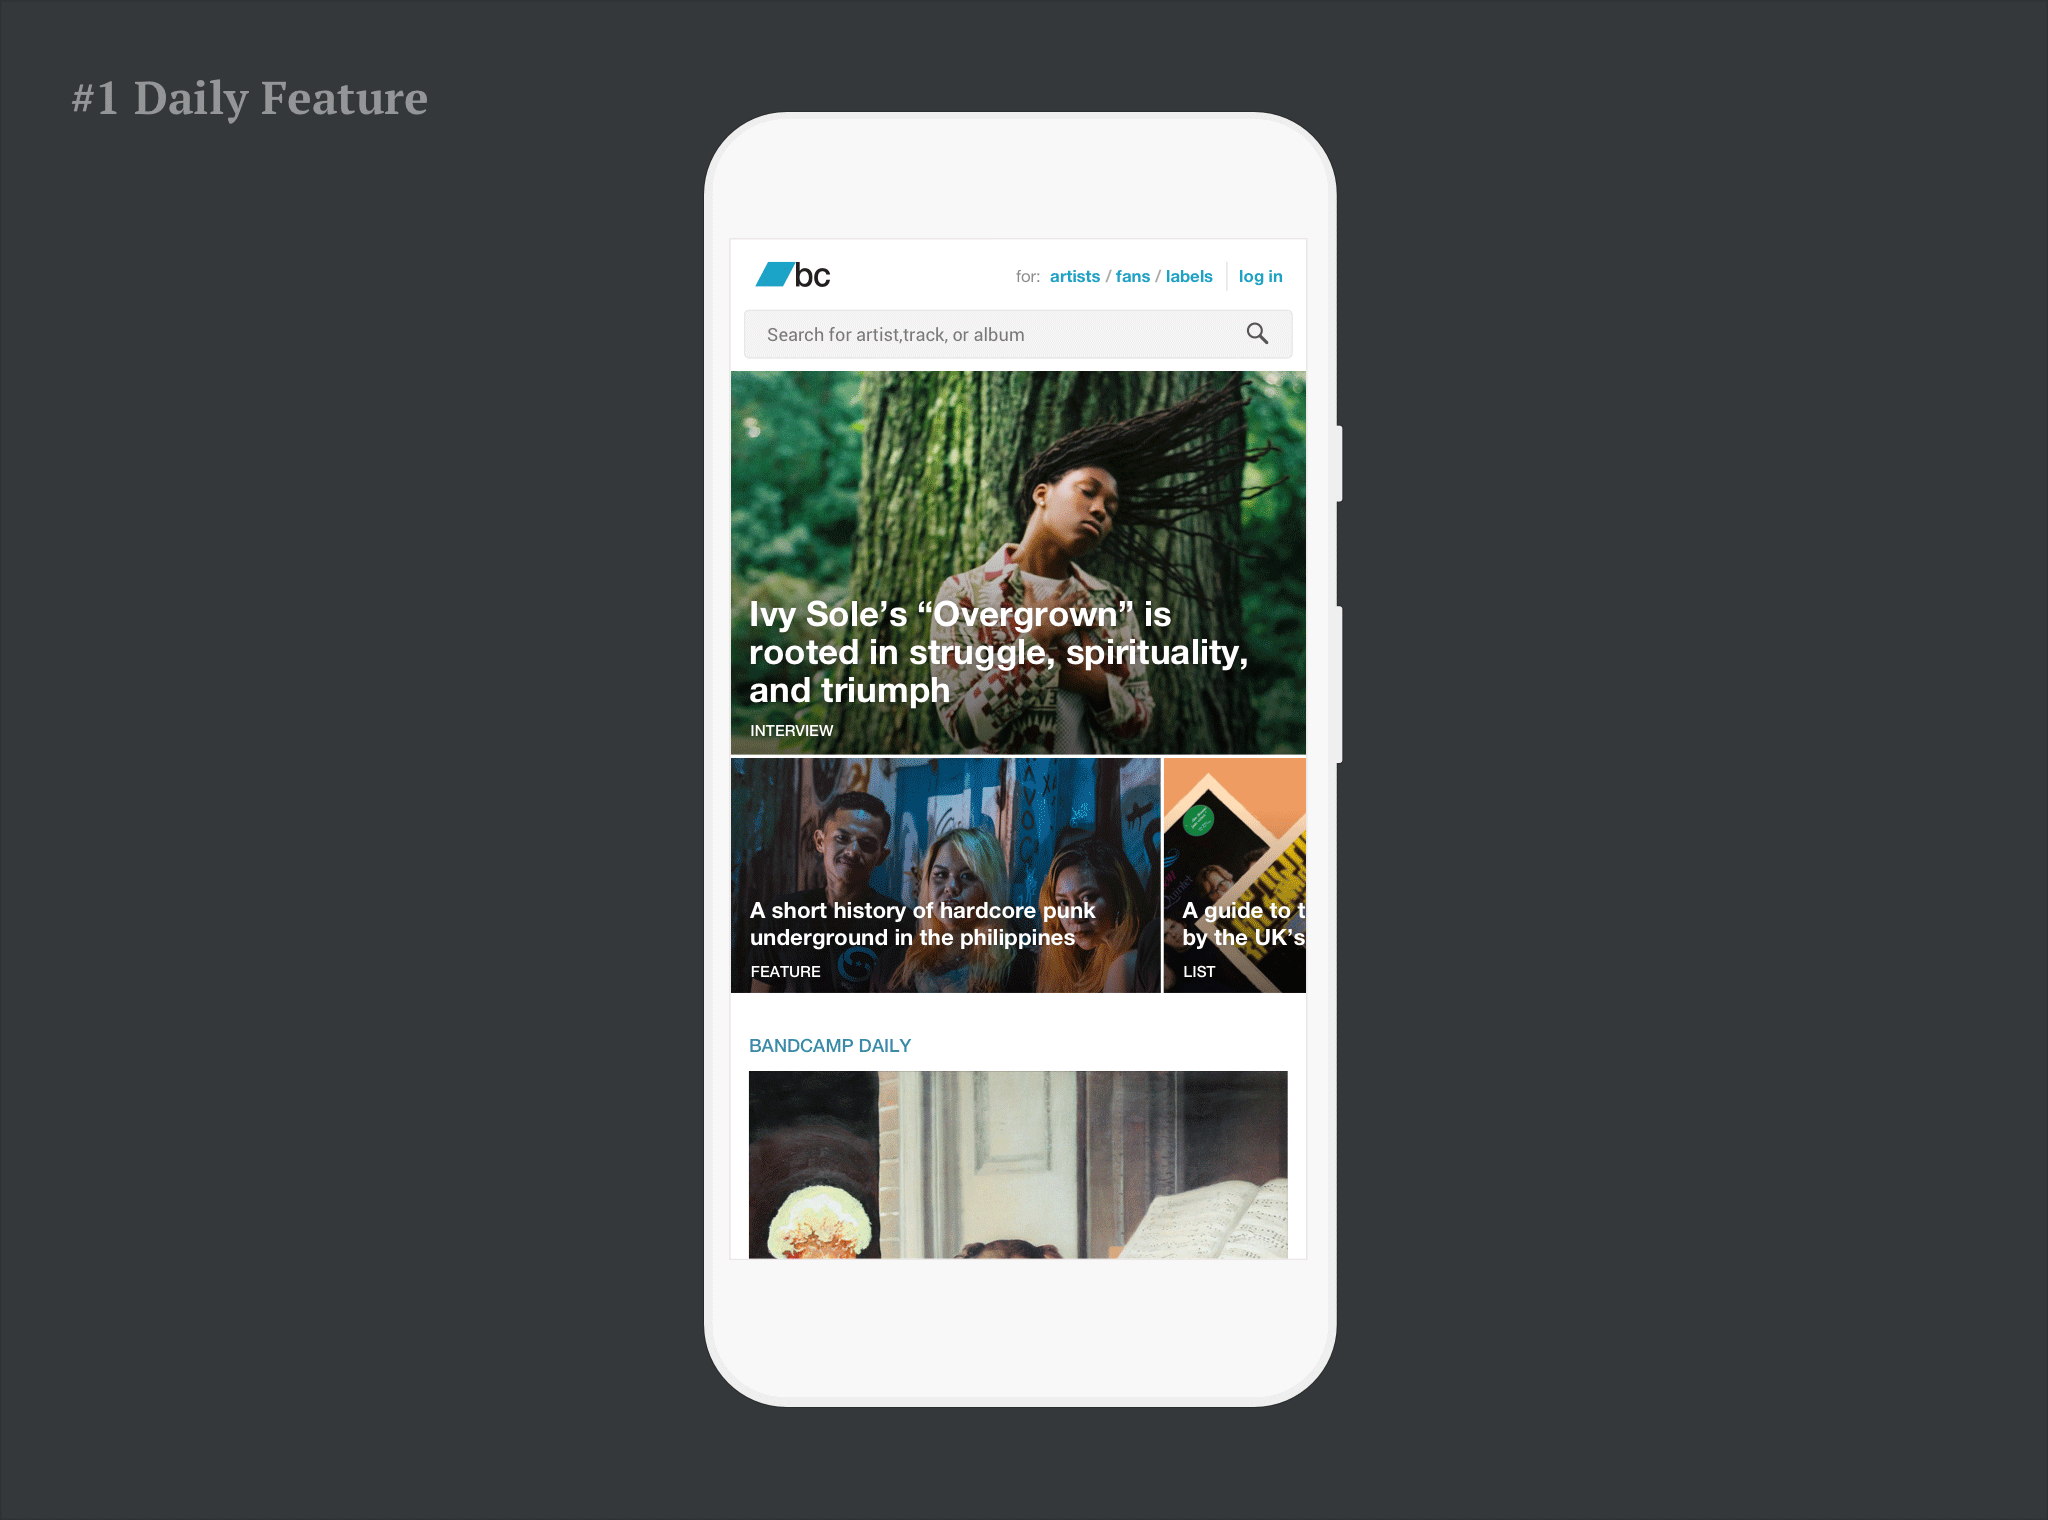 #1 Daily Feature
bc
for: artists / fans / labels log in
Search for artist,track, or album
Ivy Sole’s “Overgrown” is
rooted in struggle, spirituality,
and triumph
INTERVIEW
A short history of hardcore punk
underground in the philippines
FEATURE
A guide to t
by the UK’s
LIST
BANDCAMP DAILY